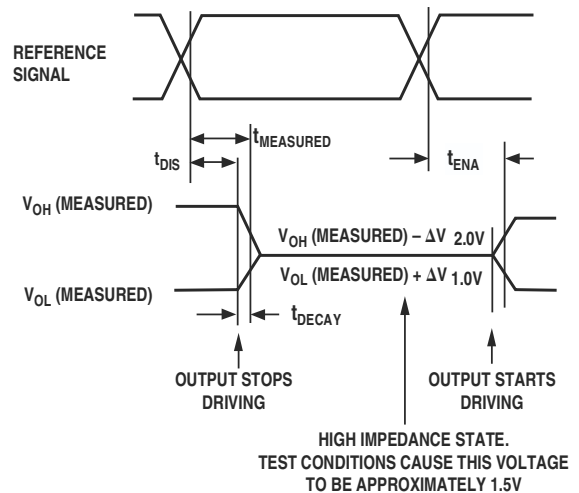 REFERENCE
SIGNAL
tMEASURED
tDIS
tENA
VOH (MEASURED)
VOH (MEASURED) – ΔV 2.0V
VOL (MEASURED) + ΔV 1.0V
VOL (MEASURED)
tDECAY
OUTPUT STOPS
DRIVING
OUTPUT STARTS
DRIVING
HIGH IMPEDANCE STATE.
TEST CONDITIONS CAUSE THIS VOLTAGE
TO BE APPROXIMATELY 1.5V